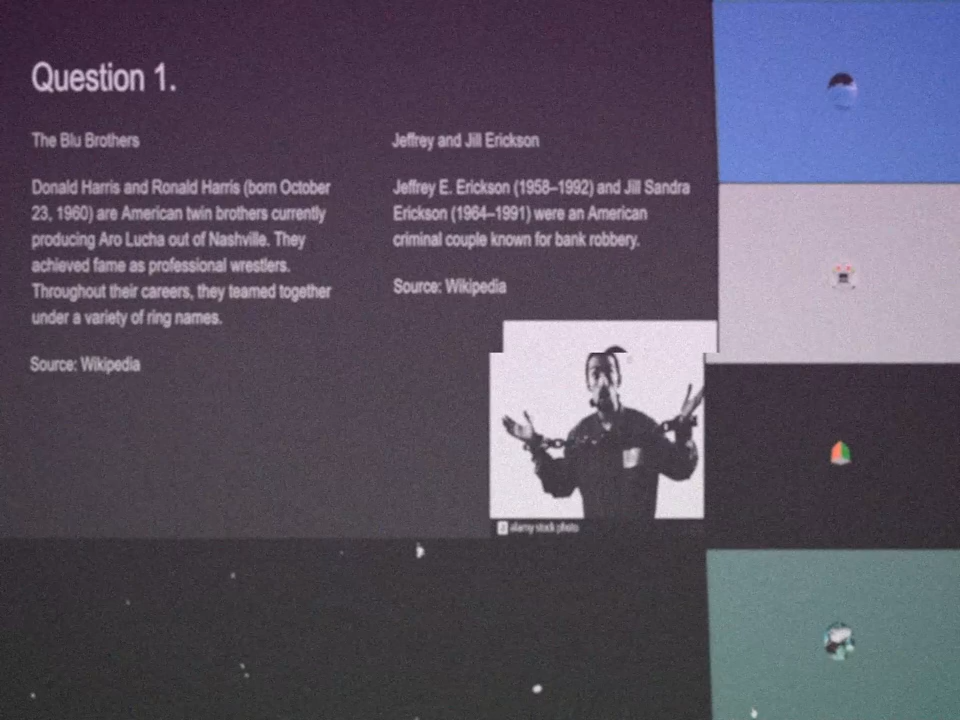 Question 1.
The Blu Brothers
Donald Harris and Ronald Harris (born October
23, 1960) are American twin brothers currently
producing Aro Lucha out of Nashville. They
achieved fame as professional wrestlers.
Throughout their careers, they teamed together
under a variety of ring names.
Source: Wikipedia
Jeffrey and Jill Erickson
Jeffrey E. Erickson (1958–1992) and Jill Sandra
Erickson (1964–1991) were an American
criminal couple known for bank robbery.
Source: Wikipedia
alamy stock photo